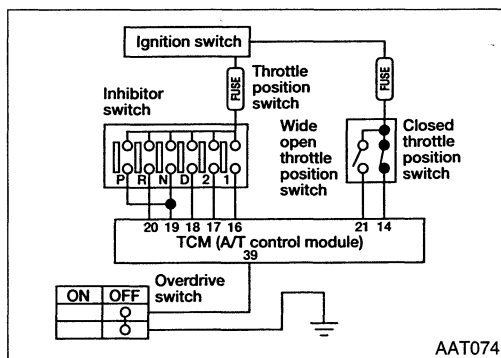 Ignition switch
FUSE
Throttle
position
switch
FUSE
Inhibitor
switch
Wide
open
throttle
position
switch
Closed
throttle
position
switch
P R N D 2 1
20 19 18 17 16 21 14
TCM (A/T control module)
39
Overdrive
switch
ON OFF
AAT074